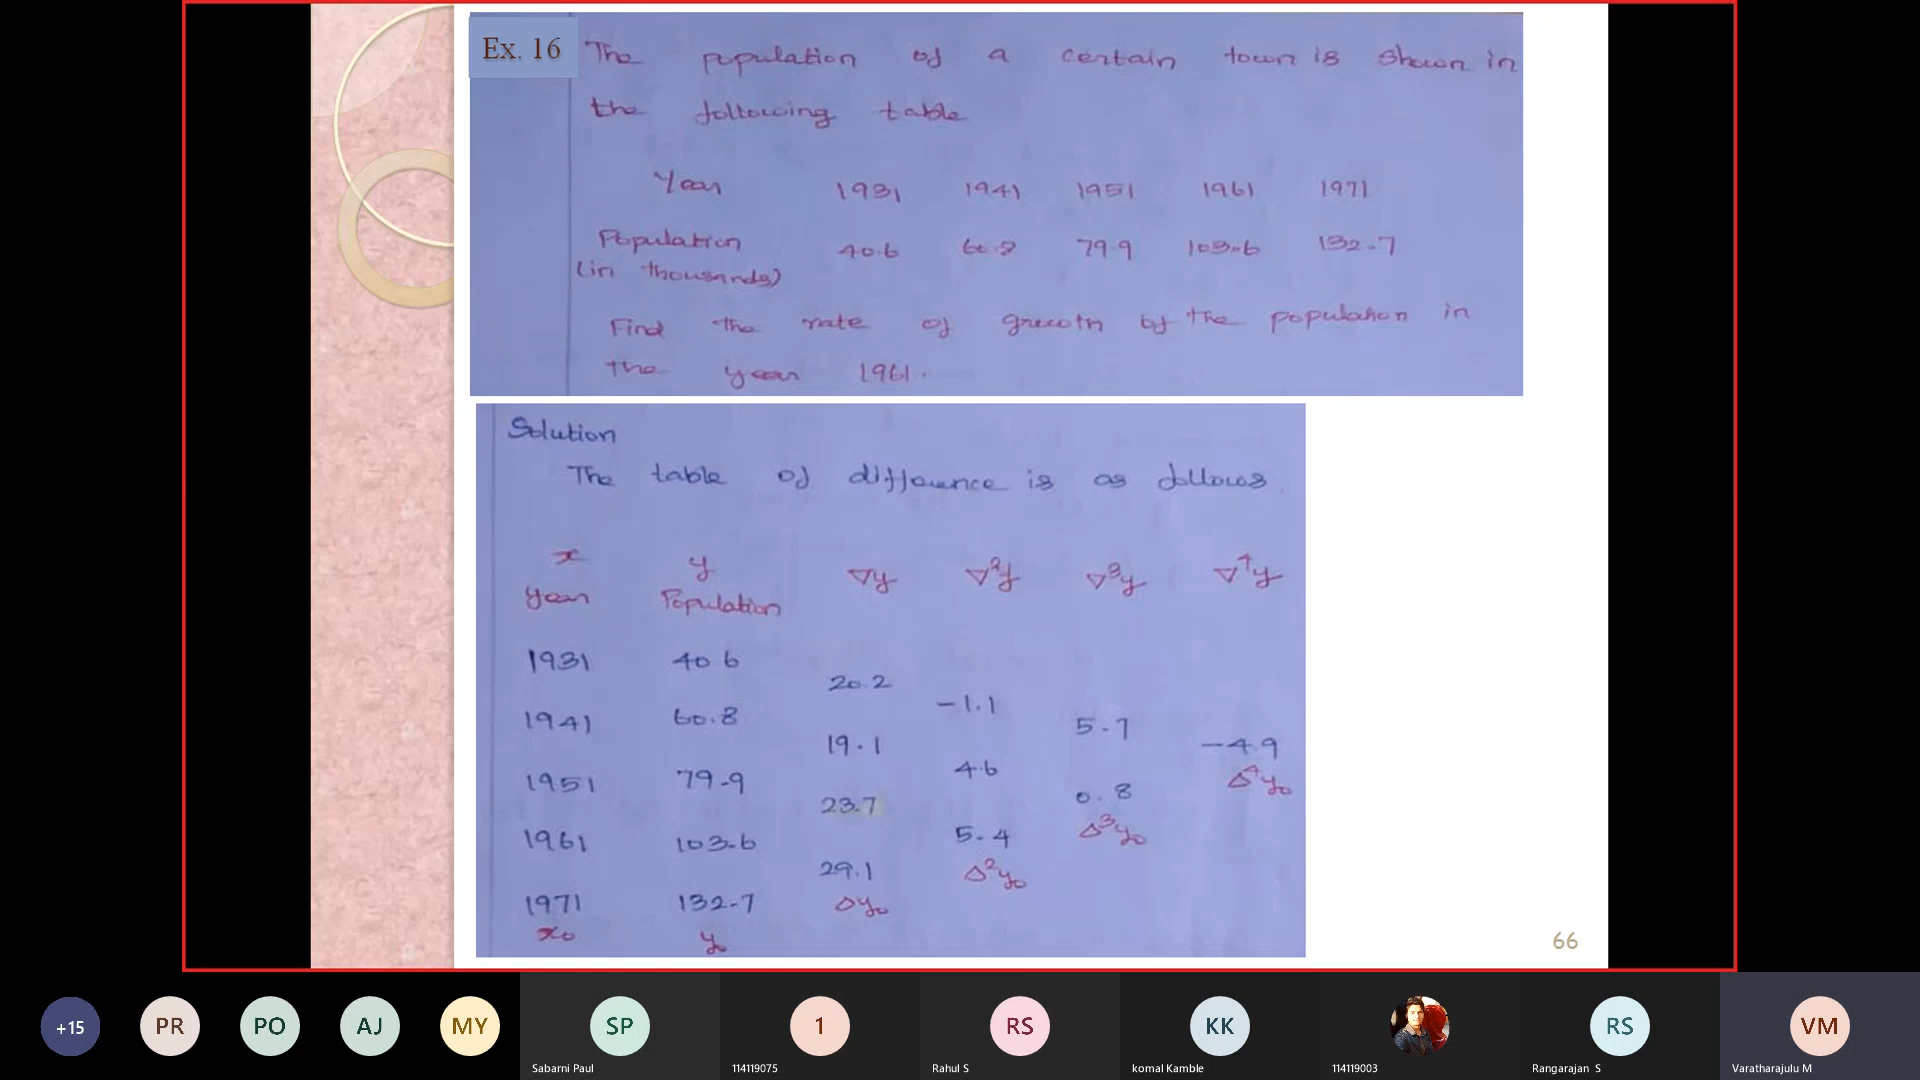 Ex. 16 The population of a certain town is shown in
the following table
Year 1931 1941 1951 1961 1971
Population 40.6 60.8 79.9 103.6 132.7
(in thousands)
Find the rate of growth of the population in
the year 1961.
Solution
The table of difference is as follows
x y ∇y ∇²y ∇³y ∇⁴y
year Population
1931 40.6
20.2
-1.1
1941 60.8 5.7
19.1 -4.9
4.6 Δ⁴y₀
1951 79.9
23.7 0.8
Δ³y₀
1961 103.6 5.4
29.1 Δ²y₀
1971 132.7 Δy₀
x₀ y₀
66
+15 PR PO AJ MY SP 1 RS KK RS VM
Sabarni Paul 114119075 Rahul S komal Kamble 114119003 Rangarajan S Varatharajulu M